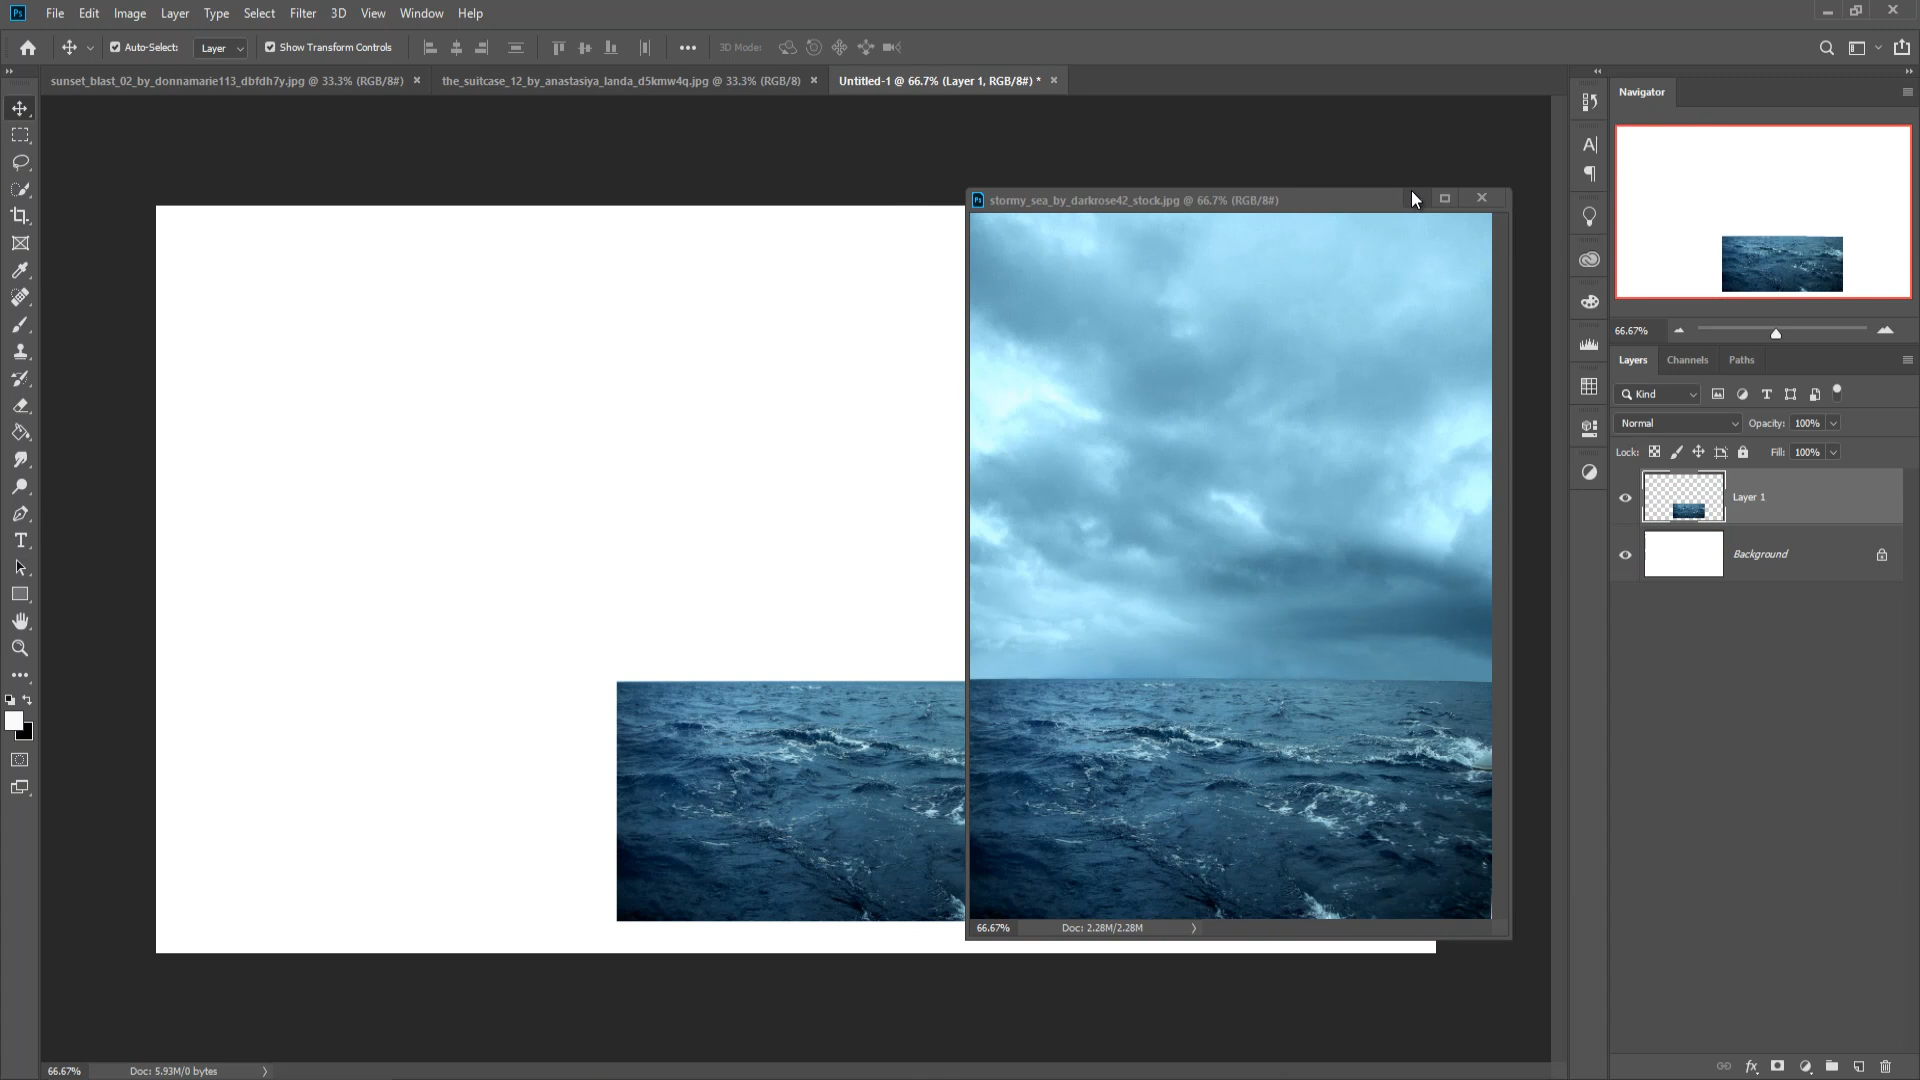 Ps File Edit Image Layer Type Select Filter 3D View Window Help
Auto-Select: Layer Show Transform Controls 3D Mode:
sunset_blast_02_by_donnamarie113_dbfdh7y.jpg @ 33.3% (RGB/8#) the_suitcase_12_by_anastasiya_landa_d5kmw4q.jpg @ 33.3% (RGB/8) Untitled-1 @ 66.7% (Layer 1, RGB/8#) *
Navigator
stormy_sea_by_darkrose42_stock.jpg @ 66.7% (RGB/8#)
66.67%
Layers Channels Paths
Kind
Normal Opacity: 100%
Lock: Fill: 100%
Layer 1
Background
66.67% Doc: 2.28M/2.28M
66.67% Doc: 5.93M/0 bytes